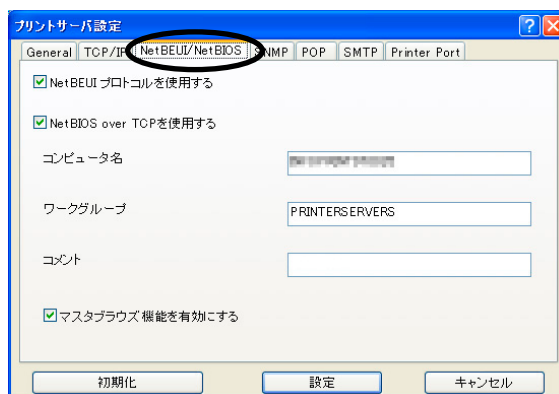 プリントサーバ設定
General TCP/IP NetBEUI/NetBIOS SNMP POP SMTP Printer Port
NetBEUI プロトコルを使用する
NetBIOS over TCPを使用する
コンピュータ名
ワークグループ PRINTERSERVERS
コメント
マスタブラウズ機能を有効にする
初期化 設定 キャンセル